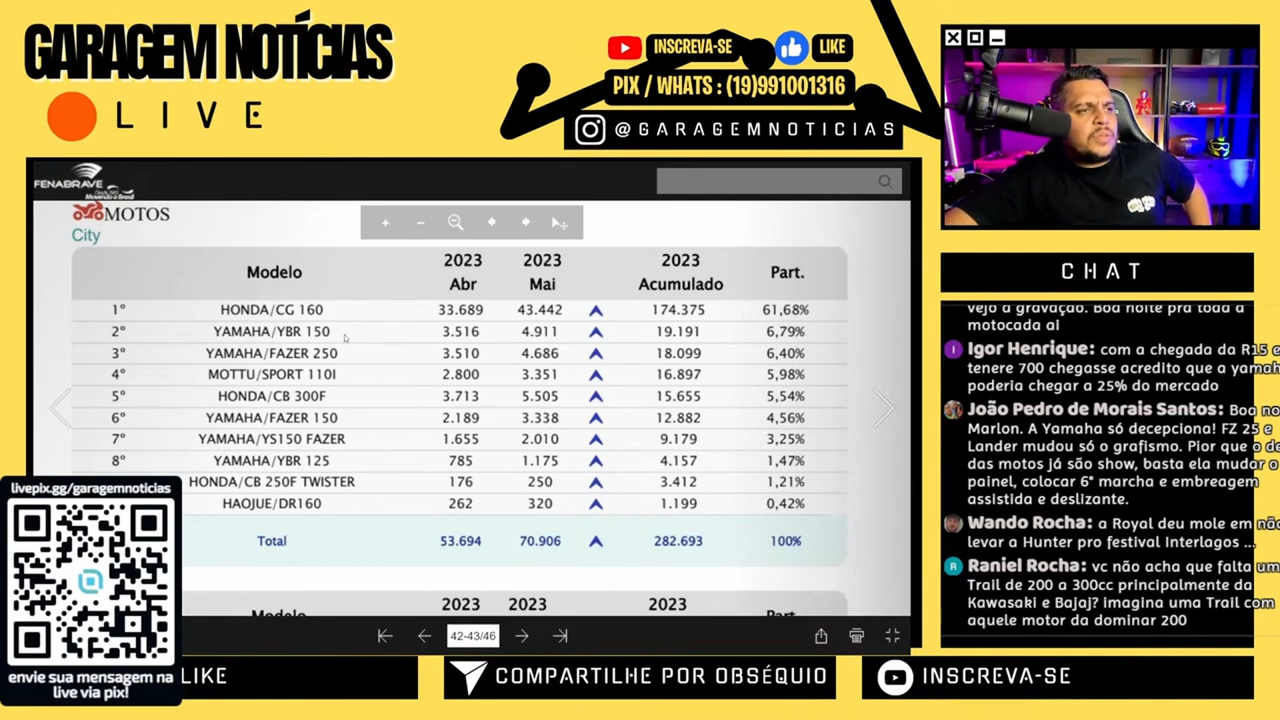 GARAGEM NOTÍCIAS
LIVE
INSCREVA-SE
LIKE
PIX / WHATS : (19)991001316
@GARAGEMNOTICIAS
FENABRAVE
Desde 1965
Movendo o Brasil
MOTOS
City
Modelo 2023 Abr 2023 Mai 2023 Acumulado Part.
1° HONDA/CG 160 33.689 43.442 174.375 61,68%
2° YAMAHA/YBR 150 3.516 4.911 19.191 6,79%
3° YAMAHA/FAZER 250 3.510 4.686 18.099 6,40%
4° MOTTU/SPORT 110I 2.800 3.351 16.897 5,98%
5° HONDA/CB 300F 3.713 5.505 15.655 5,54%
6° YAMAHA/FAZER 150 2.189 3.338 12.882 4,56%
7° YAMAHA/YS150 FAZER 1.655 2.010 9.179 3,25%
8° YAMAHA/YBR 125 785 1.175 4.157 1,47%
HONDA/CB 250F TWISTER 176 250 3.412 1,21%
HAOJUE/DR160 262 320 1.199 0,42%
Total 53.694 70.906 282.693 100%
2023 2023 2023
Modelo Part.
42-43/46
livepix.gg/garagemnoticias
envie sua mensagem na
live via pix!
LIKE
COMPARTILHE POR OBSÉQUIO
INSCREVA-SE
CHAT
vejo a gravação. Boa noite pra toda a
motocada ai
Igor Henrique: com a chegada da R15 e
tenere 700 chegasse acredito que a yamah
poderia chegar a 25% do mercado
João Pedro de Morais Santos: Boa no
Marlon. A Yamaha só decepciona! FZ 25 e
Lander mudou só o grafismo. Pior que o de
das motos já são show, basta ela mudar o
painel, colocar 6° marcha e embreagem
assistida e deslizante.
Wando Rocha: a Royal deu mole em não
levar a Hunter pro festival Interlagos ...
Raniel Rocha: vc não acha que falta um
Trail de 200 a 300cc principalmente da
Kawasaki e Bajaj? imagina uma Trail com
aquele motor da dominar 200